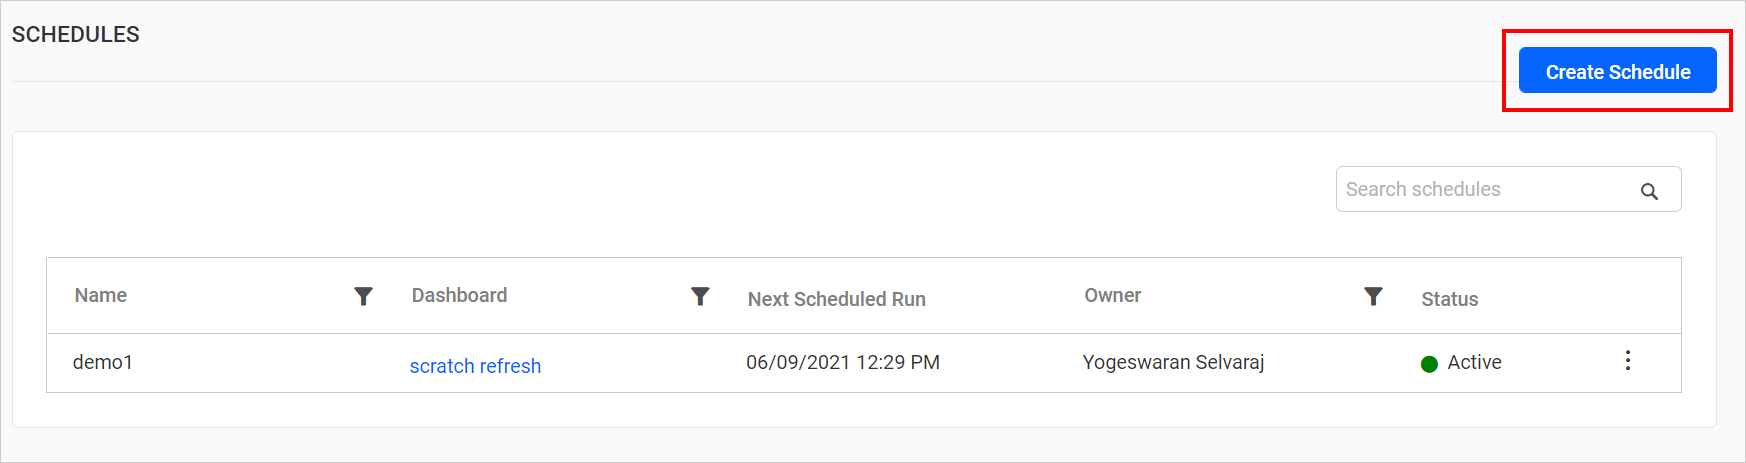 SCHEDULES
Create Schedule
Search schedules
Name Dashboard Next Scheduled Run Owner Status
demo1 scratch refresh 06/09/2021 12:29 PM Yogeswaran Selvaraj Active